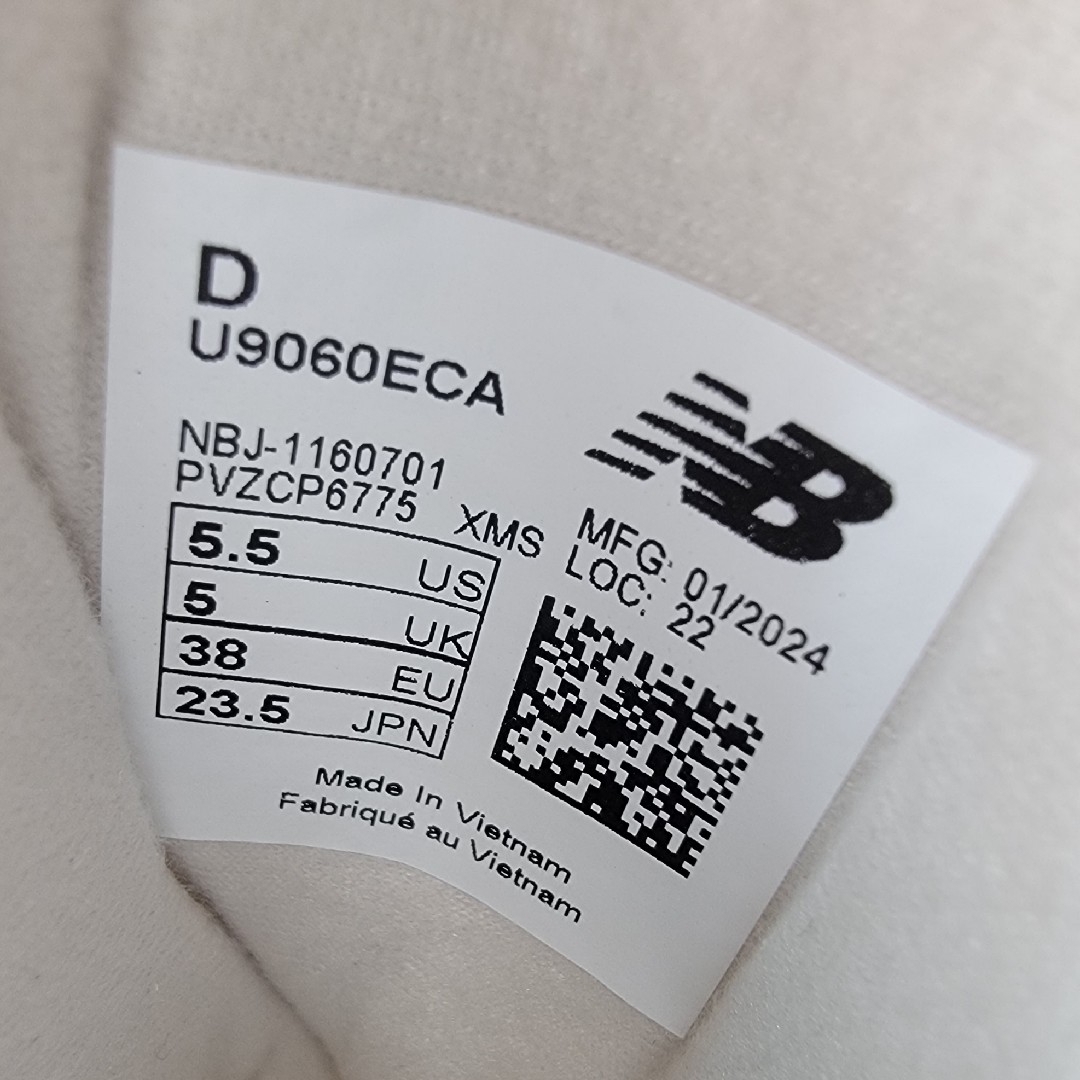 D
U9060ECA
NBJ-1160701
PVZCP6775 XMS
5.5 US
5 UK
38 EU
23.5 JPN
Made In Vietnam
Fabriqué au Vietnam
NB
MFG: 01/2024
LOC: 22